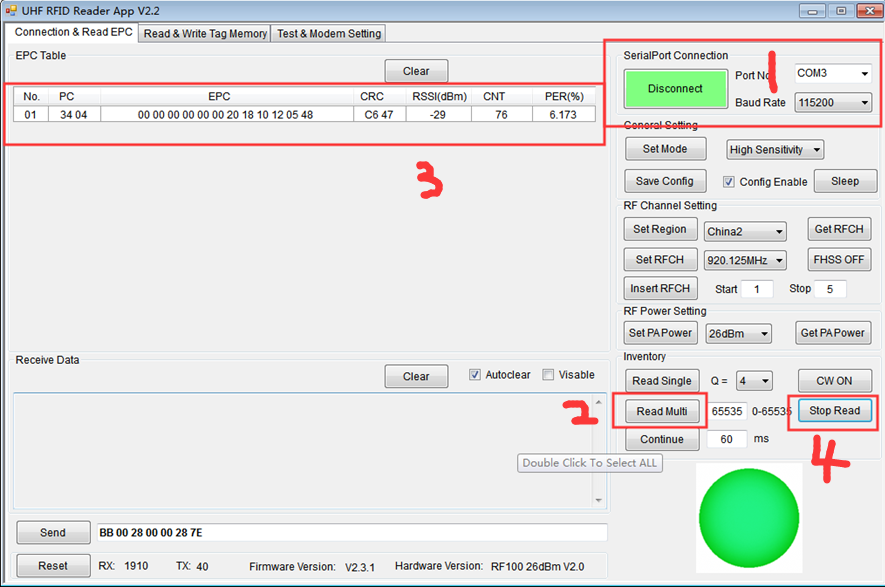 UHF RFID Reader App V2.2
Connection & Read EPC Read & Write Tag Memory Test & Modem Setting
EPC Table
Clear
No. PC EPC CRC RSSI(dBm) CNT PER(%)
01 34 04 00 00 00 00 00 00 20 18 10 12 05 48 C6 47 -29 76 6.173
3
SerialPort Connection
1
Disconnect Port No COM3
Baud Rate 115200
General Setting
Set Mode High Sensitivity
Save Config Config Enable Sleep
RF Channel Setting
Set Region China2 Get RFCH
Set RFCH 920.125MHz FHSS OFF
Insert RFCH Start 1 Stop 5
RF Power Setting
Set PA Power 26dBm Get PA Power
Inventory
Read Single Q = 4 CW ON
2
Read Multi 65535 0-65535 Stop Read
Continue 60 ms
4
Receive Data
Clear Autoclear Visable
Double Click To Select ALL
Send BB 00 28 00 00 28 7E
Reset RX: 1910 TX: 40 Firmware Version: V2.3.1 Hardware Version: RF100 26dBm V2.0